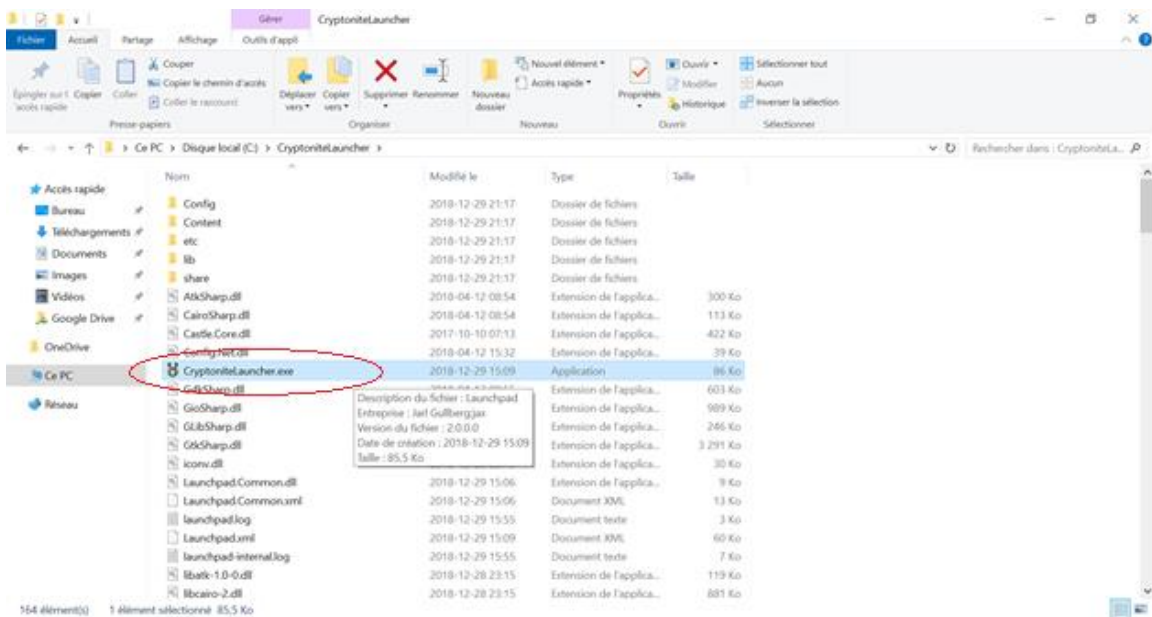 Gérer CryptoniteLauncher
Fichier Accueil Partage Affichage Outils d'appli
Couper
Copier le chemin d'accès
Coller le raccourci
Épingler sur l'accès rapide Copier Coller
Déplacer vers Copier vers Supprimer Renommer
Nouveau dossier
Nouvel élément
Accès rapide
Propriétés
Ouvrir
Modifier
Historique
Sélectionner tout
Aucun
Inverser la sélection
Presse-papiers Organiser Nouveau Ouvrir Sélectionner
Ce PC > Disque local (C:) > CryptoniteLauncher > Rechercher dans : CryptoniteLa...
Nom Modifié le Type Taille
Accès rapide
Bureau
Téléchargements
Documents
Images
Vidéos
Google Drive
OneDrive
Ce PC
Réseau
Config 2018-12-29 21:17 Dossier de fichiers
Content 2018-12-29 21:17 Dossier de fichiers
etc 2018-12-29 21:17 Dossier de fichiers
lib 2018-12-29 21:17 Dossier de fichiers
share 2018-12-29 21:17 Dossier de fichiers
AtkSharp.dll 2018-04-12 08:54 Extension de l'applica... 300 Ko
CairoSharp.dll 2018-04-12 08:54 Extension de l'applica... 113 Ko
Castle.Core.dll 2017-10-10 07:13 Extension de l'applica... 422 Ko
Config.Net.dll 2018-04-12 15:32 Extension de l'applica... 39 Ko
CryptoniteLauncher.exe 2018-12-29 15:09 Application 86 Ko
GdkSharp.dll Extension de l'applica... 603 Ko
GioSharp.dll Extension de l'applica... 989 Ko
GLibSharp.dll Extension de l'applica... 246 Ko
GtkSharp.dll Extension de l'applica... 3 291 Ko
iconv.dll Extension de l'applica... 30 Ko
Description du fichier : Launchpad
Entreprise : Jarl Gullberg;jax
Version du fichier : 2.0.0.0
Date de création : 2018-12-29 15:09
Taille : 85,5 Ko
Launchpad.Common.dll 2018-12-29 15:06 Extension de l'applica... 9 Ko
Launchpad.Common.xml 2018-12-29 15:06 Document XML 13 Ko
launchpad.log 2018-12-29 15:55 Document texte 3 Ko
Launchpad.xml 2018-12-29 15:09 Document XML 60 Ko
launchpad-internal.log 2018-12-29 15:55 Document texte 7 Ko
libatk-1.0-0.dll 2018-12-28 23:15 Extension de l'applica... 119 Ko
libcairo-2.dll 2018-12-28 23:15 Extension de l'applica... 881 Ko
164 élément(s) 1 élément sélectionné 85,5 Ko